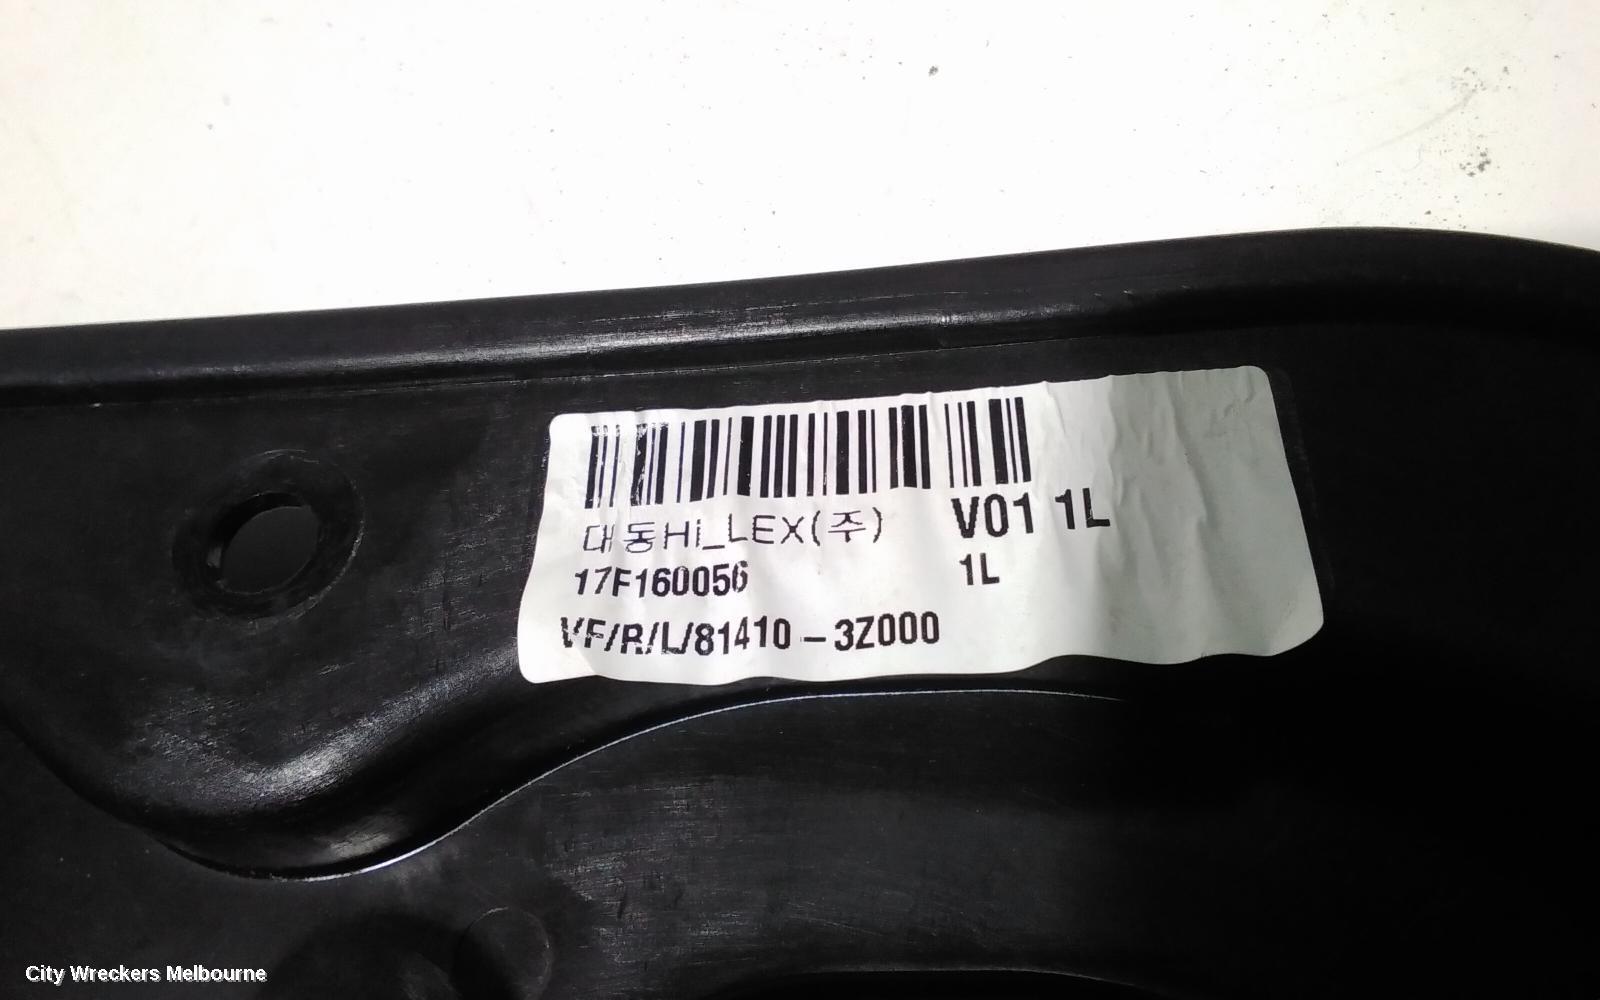 대동Hi_LEX(주) V01 1L
17F160056 1L
VF/R/L/81410-3Z000
City Wreckers Melbourne